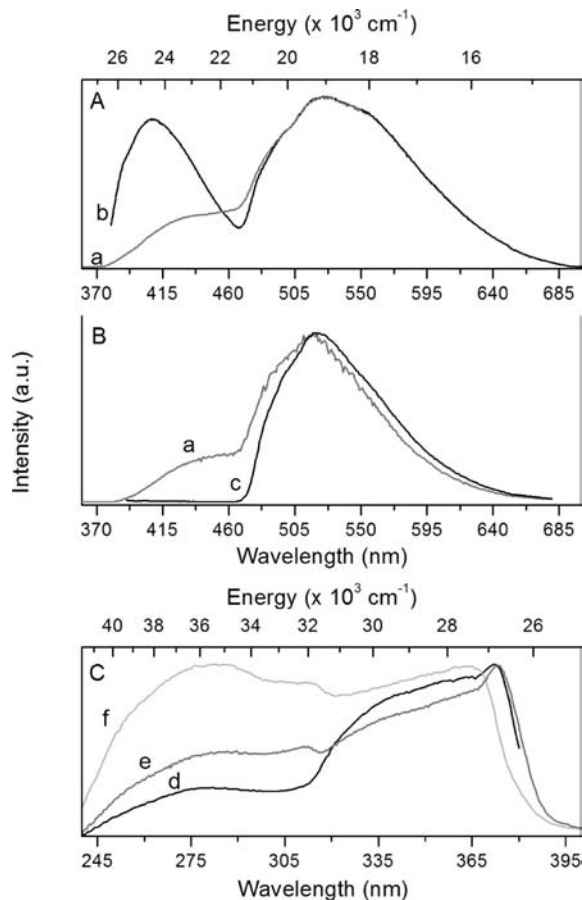 Energy (x 10³ cm⁻¹)
26 24 22 20 18 16
A
b
a
370 415 460 505 550 595 640 685
B
a
c
Intensity (a.u.)
370 415 460 505 550 595 640 685
Wavelength (nm)
Energy (x 10³ cm⁻¹)
40 38 36 34 32 30 28 26
C
f
e
d
245 275 305 335 365 395
Wavelength (nm)